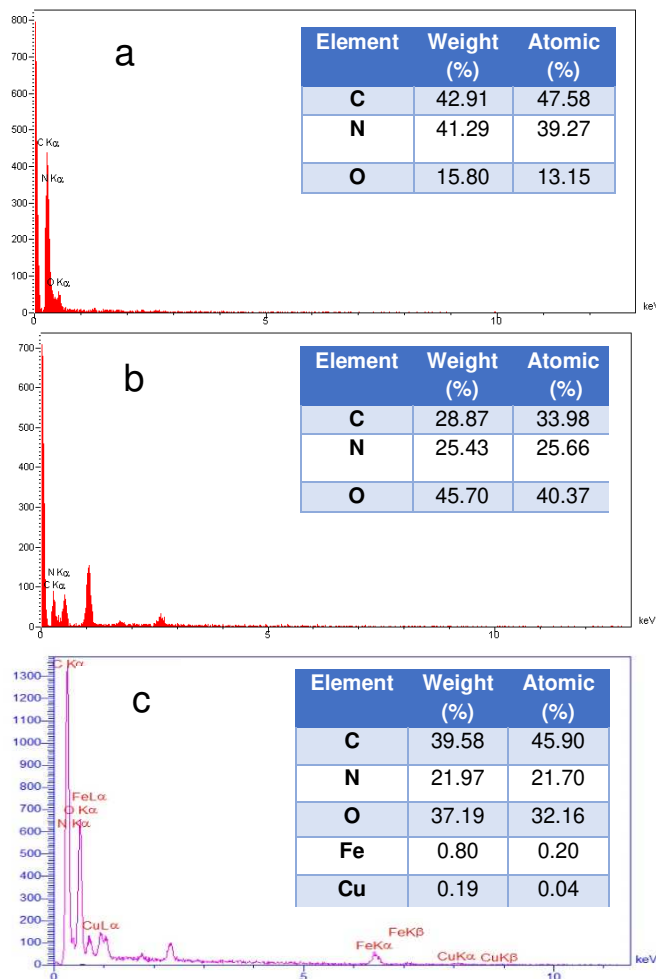 800
700
600
500
400
300
200
100
0
a
C Kα
N Kα
O Kα
0 5 10 keV
Element Weight (%) Atomic (%)
C 42.91 47.58
N 41.29 39.27
O 15.80 13.15
700
600
500
400
300
200
100
0
b
N Kα
C Kα
0 5 10 keV
Element Weight (%) Atomic (%)
C 28.87 33.98
N 25.43 25.66
O 45.70 40.37
1300
1200
1100
1000
900
800
700
600
500
400
300
200
100
0
c
C Kα
FeLα
O Kα
N Kα
CuLα
FeKα
FeKβ
CuKα
CuKβ
0 5 10 keV
Element Weight (%) Atomic (%)
C 39.58 45.90
N 21.97 21.70
O 37.19 32.16
Fe 0.80 0.20
Cu 0.19 0.04